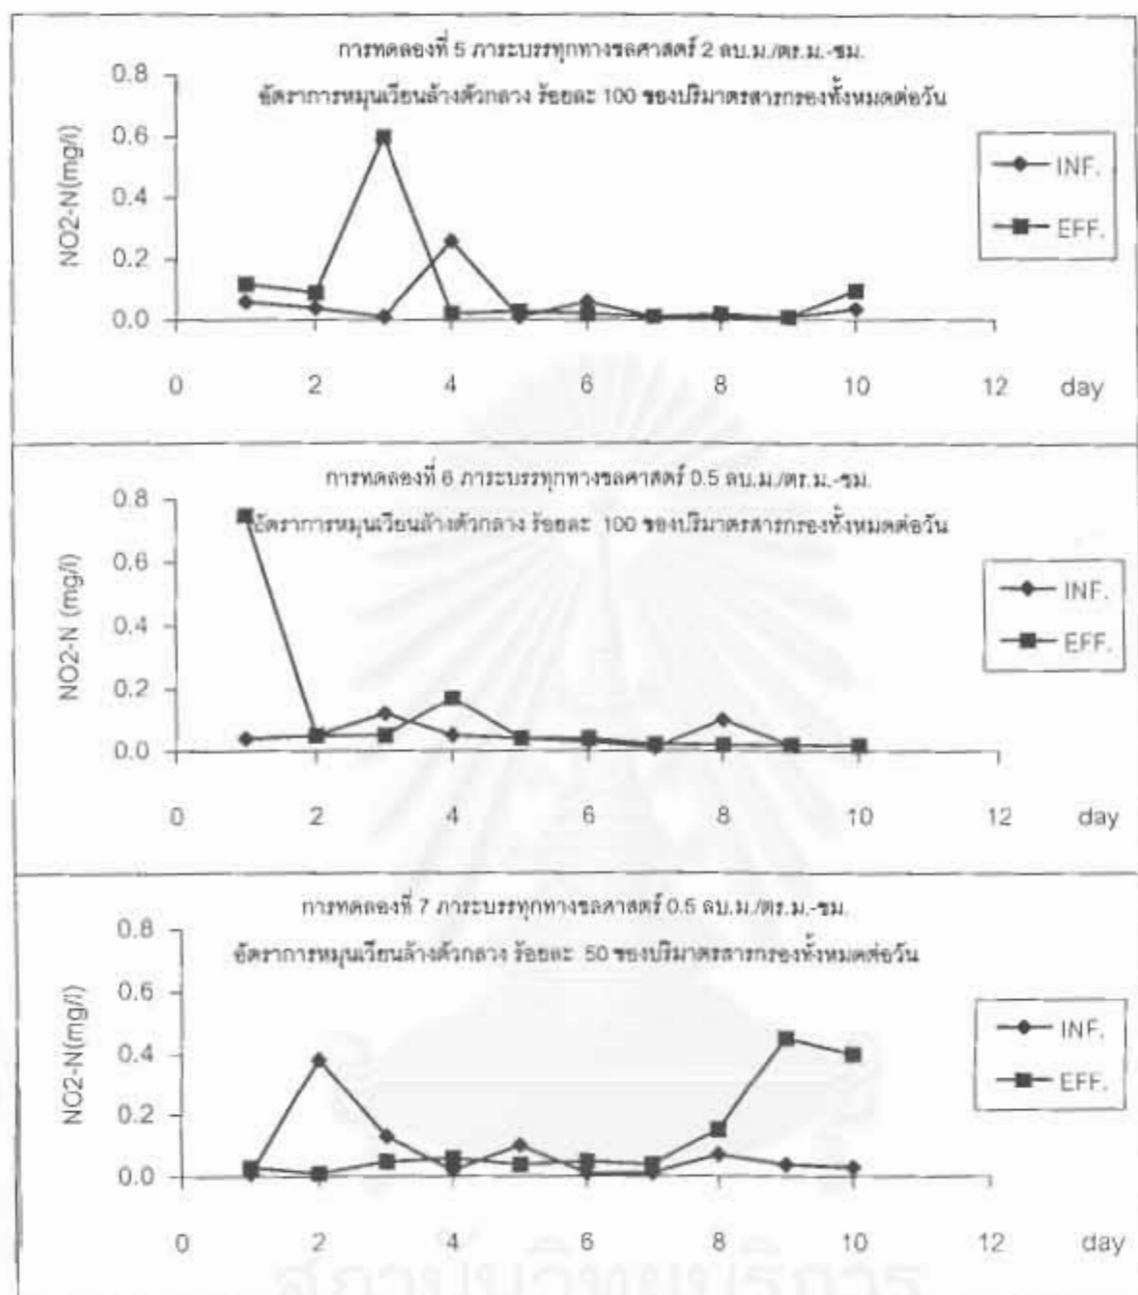 การทดลองที่ 5 ภาระบรรทุกทางชลศาสตร์ 2 ลบ.ม./ตร.ม.-ชม.
อัตราการหมุนเวียนล้างตัวกลาง ร้อยละ 100 ของปริมาตรสารกรองทั้งหมดต่อวัน
NO2-N(mg/l)
0.8
0.6
0.4
0.2
0.0
0 2 4 6 8 10 12 day
INF.
EFF.
การทดลองที่ 6 ภาระบรรทุกทางชลศาสตร์ 0.5 ลบ.ม./ตร.ม.-ชม.
อัตราการหมุนเวียนล้างตัวกลาง ร้อยละ 100 ของปริมาตรสารกรองทั้งหมดต่อวัน
NO2-N (mg/l)
0.8
0.6
0.4
0.2
0.0
0 2 4 6 8 10 12 day
INF.
EFF.
การทดลองที่ 7 ภาระบรรทุกทางชลศาสตร์ 0.5 ลบ.ม./ตร.ม.-ชม.
อัตราการหมุนเวียนล้างตัวกลาง ร้อยละ 50 ของปริมาตรสารกรองทั้งหมดต่อวัน
NO2-N(mg/l)
0.8
0.6
0.4
0.2
0.0
0 2 4 6 8 10 12 day
INF.
EFF.
สถาบันวิทยบริการ